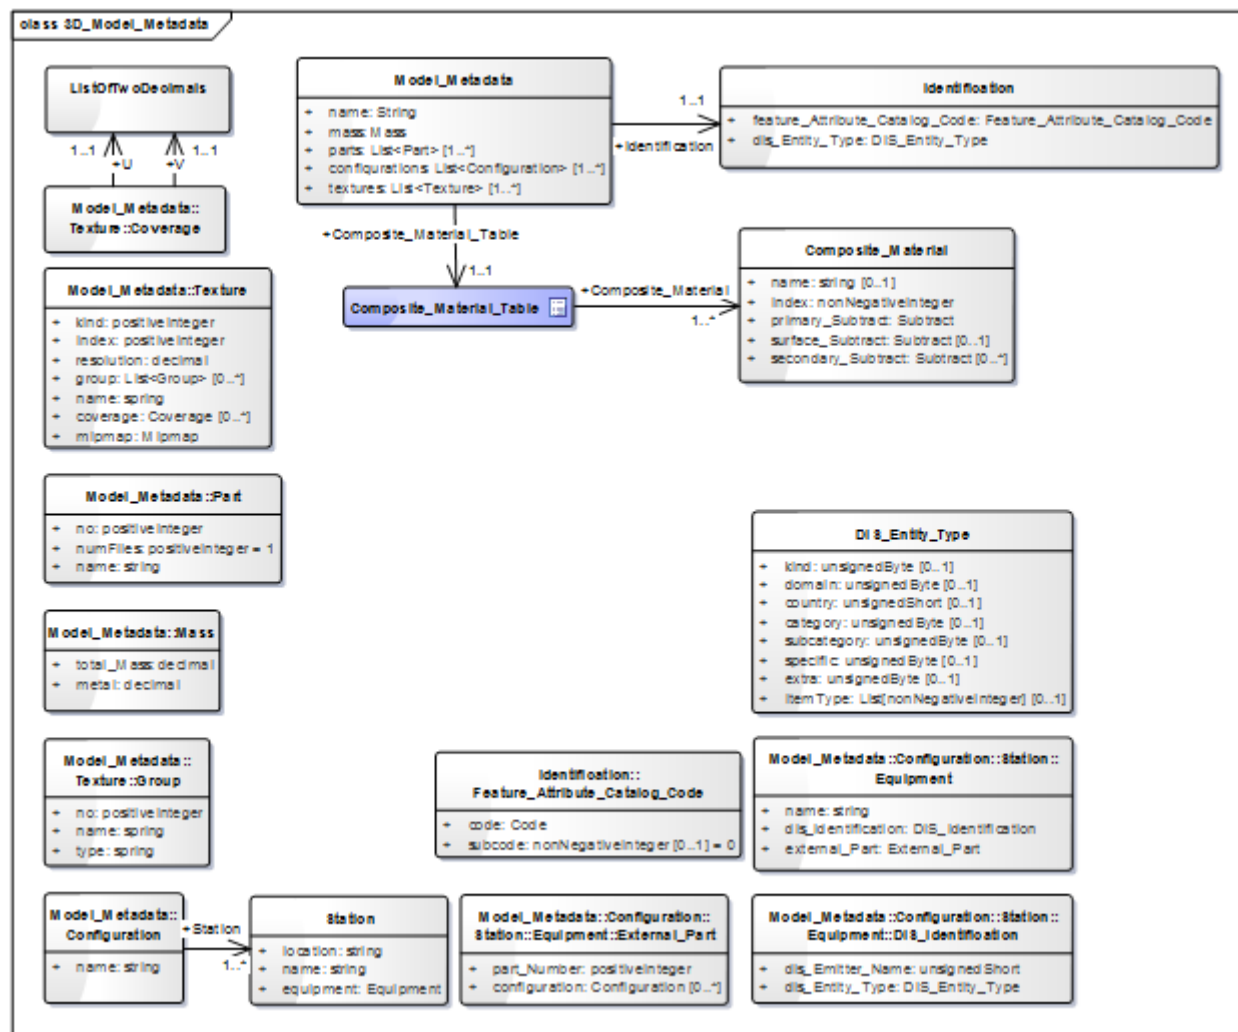 class 3D_Model_Metadata
ListOfTwoDecimals
1..1
1..1
+U
+V
Model_Metadata::
Texture::Coverage
Model_Metadata
+ name: String
+ mass: Mass
+ parts: List<Part> [1..*]
+ configurations: List<Configuration> [1..*]
+ textures: List<Texture> [1..*]
1..1
+Identification
Identification
+ feature_Attribute_Catalog_Code: Feature_Attribute_Catalog_Code
+ dis_Entity_Type: DIS_Entity_Type
+Composite_Material_Table
1..1
Composite_Material_Table
+Composite_Material
1..*
Composite_Material
+ name: string [0..1]
+ index: nonNegativeInteger
+ primary_Subtract: Subtract
+ surface_Subtract: Subtract [0..1]
+ secondary_Subtract: Subtract [0..*]
Model_Metadata::Texture
+ kind: positiveInteger
+ index: positiveInteger
+ resolution: decimal
+ group: List<Group> [0..*]
+ name: spring
+ coverage: Coverage [0..*]
+ mipmap: Mipmap
Model_Metadata::Part
+ no: positiveInteger
+ numFiles: positiveInteger = 1
+ name: string
DIS_Entity_Type
+ kind: unsignedByte [0..1]
+ domain: unsignedByte [0..1]
+ country: unsignedShort [0..1]
+ category: unsignedByte [0..1]
+ subcategory: unsignedByte [0..1]
+ specific: unsignedByte [0..1]
+ extra: unsignedByte [0..1]
+ itemType: List[nonNegativeInteger] [0..1]
Model_Metadata::Mass
+ total_Mass: decimal
+ metal: decimal
Model_Metadata::
Texture::Group
+ no: positiveInteger
+ name: spring
+ type: spring
Identification::
Feature_Attribute_Catalog_Code
+ code: Code
+ subcode: nonNegativeInteger [0..1] = 0
Model_Metadata::Configuration::Station::
Equipment
+ name: string
+ dis_Identification: DIS_Identification
+ external_Part: External_Part
Model_Metadata::
Configuration
+ name: string
+Station
1..*
Station
+ location: string
+ name: string
+ equipment: Equipment
Model_Metadata::Configuration::
Station::Equipment::External_Part
+ part_Number: positiveInteger
+ configuration: Configuration [0..*]
Model_Metadata::Configuration::Station::
Equipment::DIS_Identification
+ dis_Emitter_Name: unsignedShort
+ dis_Entity_Type: DIS_Entity_Type